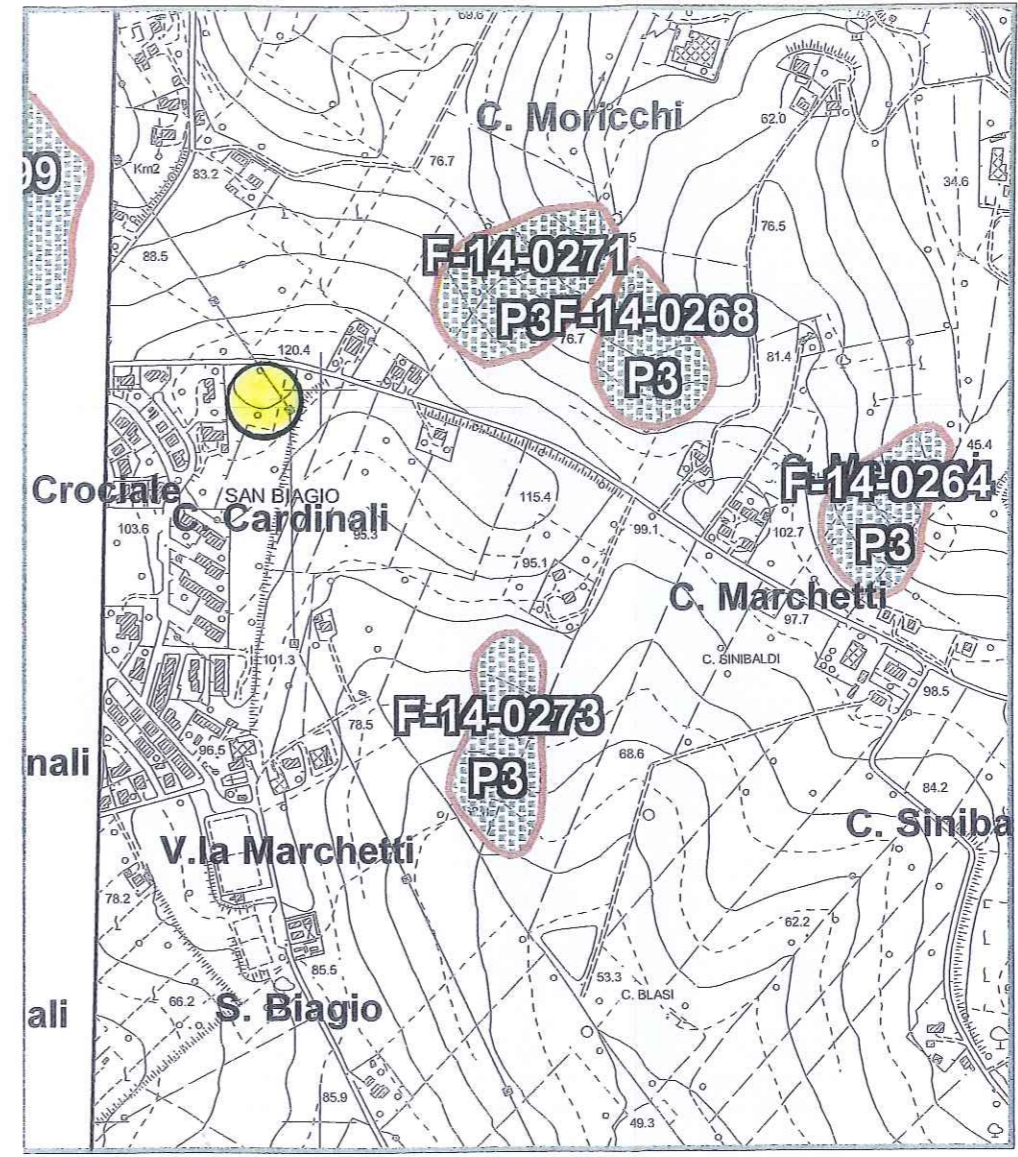 69.6
C. Moricchi
62.0
76.7
Km2
83.2
34.6
99
76.5
88.5
F-14-0271
P3
F-14-0268
76.7
P3
120.4
81.4
45.4
F-14-0264
P3
Crociale
SAN BIAGIO
C. Cardinali
115.4
103.6
95.3
99.1
102.7
95.1
C. Marchetti
97.7
C. SINIBALDI
101.3
98.5
F-14-0273
78.5
68.6
96.5
nali
P3
84.2
C. Siniba
V.la Marchetti
78.2
62.2
85.5
53.3
66.2
C. BLASI
ali
S. Biagio
85.9
49.3